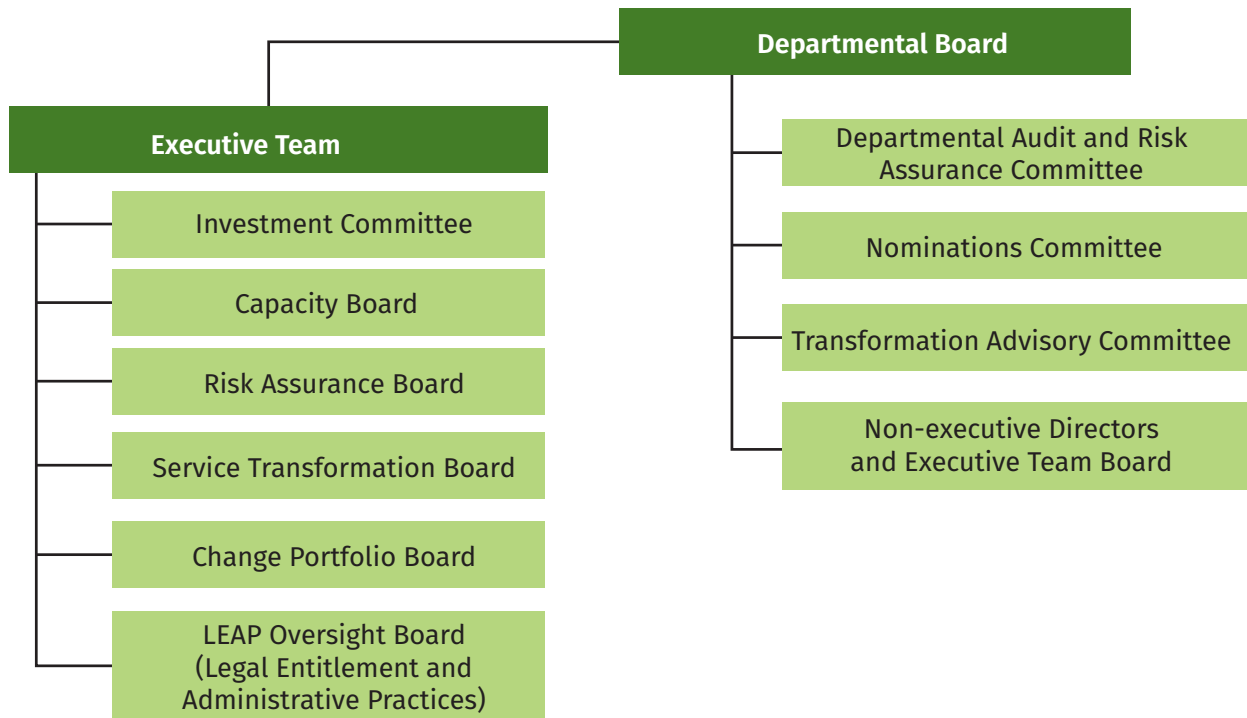 Departmental Board
Executive Team
Investment Committee
Capacity Board
Risk Assurance Board
Service Transformation Board
Change Portfolio Board
LEAP Oversight Board
(Legal Entitlement and
Administrative Practices)
Departmental Audit and Risk
Assurance Committee
Nominations Committee
Transformation Advisory Committee
Non-executive Directors
and Executive Team Board